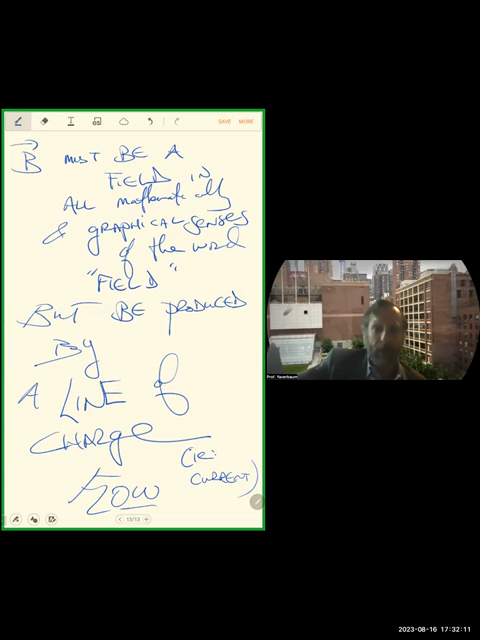 SAVE MORE
B MUST BE A
FIELD IN
ALL mathematically
& GRAPHICAL SENSES
of the word
"FIELD"
BUT BE PRODUCED
By
A LINE of
CHARGE
(ie:
CURRENT)
FLOW
13/13
Prof. Yaverbaum
2023-08-16 17:32:11